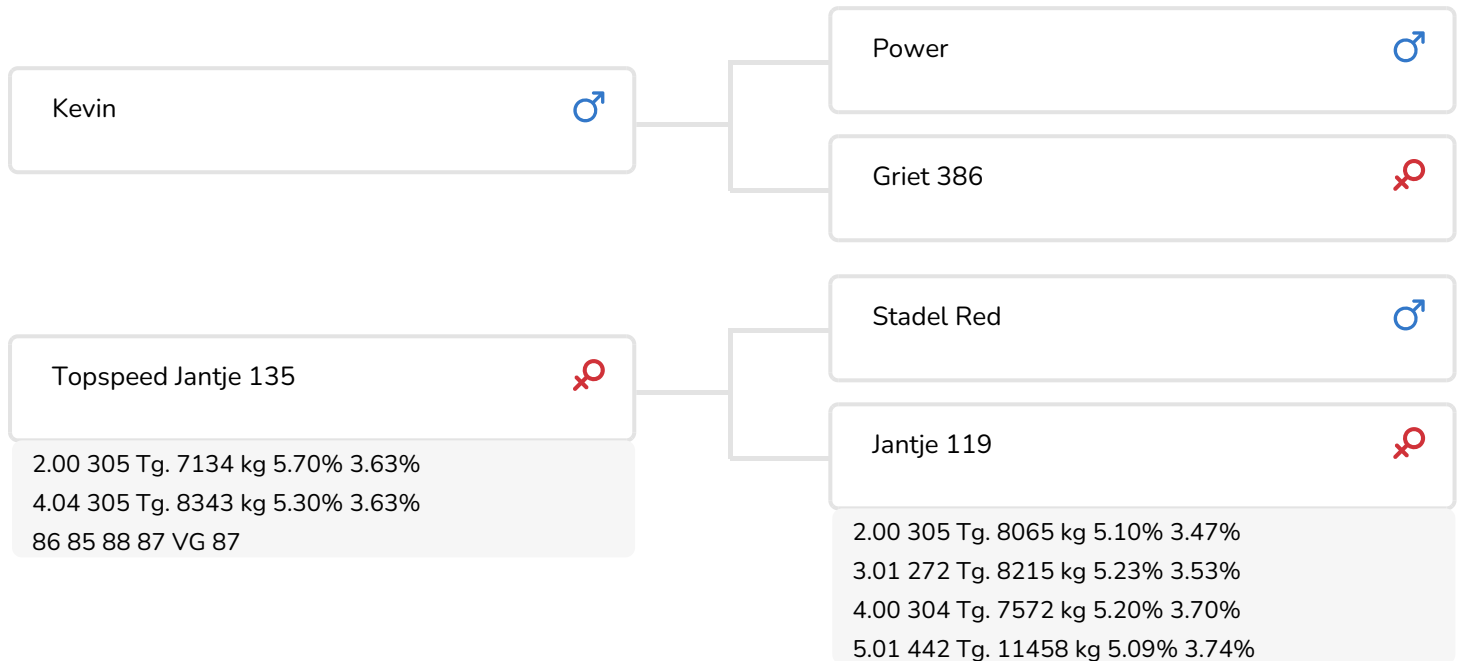 Power
Kevin
Griet 386
Stadel Red
Topspeed Jantje 135
Jantje 119
2.00 305 Tg. 7134 kg 5.70% 3.63%
4.04 305 Tg. 8343 kg 5.30% 3.63%
86 85 88 87 VG 87
2.00 305 Tg. 8065 kg 5.10% 3.47%
3.01 272 Tg. 8215 kg 5.23% 3.53%
4.00 304 Tg. 7572 kg 5.20% 3.70%
5.01 442 Tg. 11458 kg 5.09% 3.74%